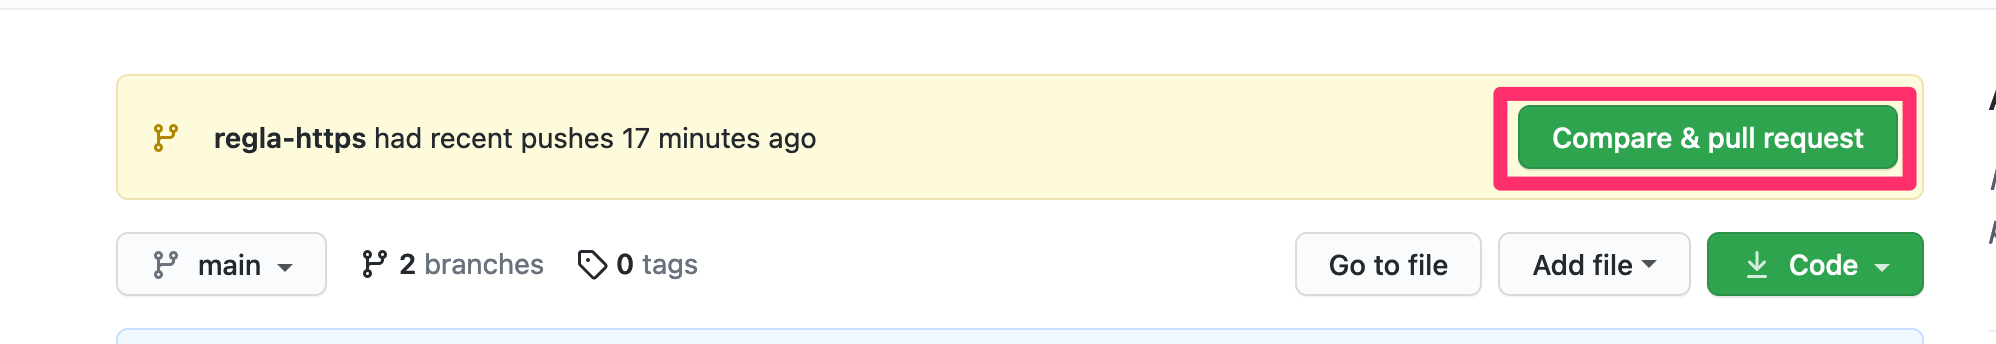 regla-https had recent pushes 17 minutes ago
Compare & pull request
main
2 branches
0 tags
Go to file
Add file
Code